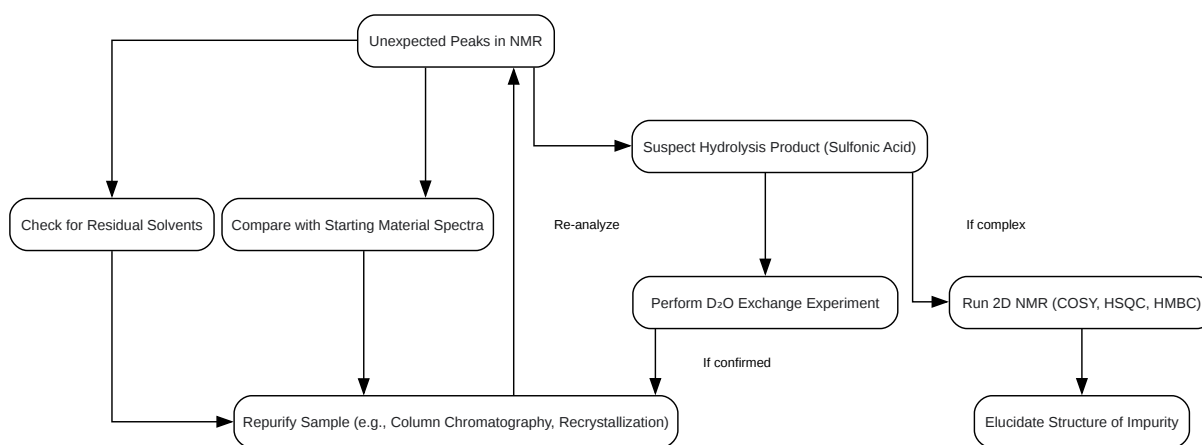 Unexpected Peaks in NMR
Suspect Hydrolysis Product (Sulfonic Acid)
Check for Residual Solvents
Compare with Starting Material Spectra
Re-analyze
If complex
Perform D₂O Exchange Experiment
Run 2D NMR (COSY, HSQC, HMBC)
If confirmed
Repurify Sample (e.g., Column Chromatography, Recrystallization)
Elucidate Structure of Impurity